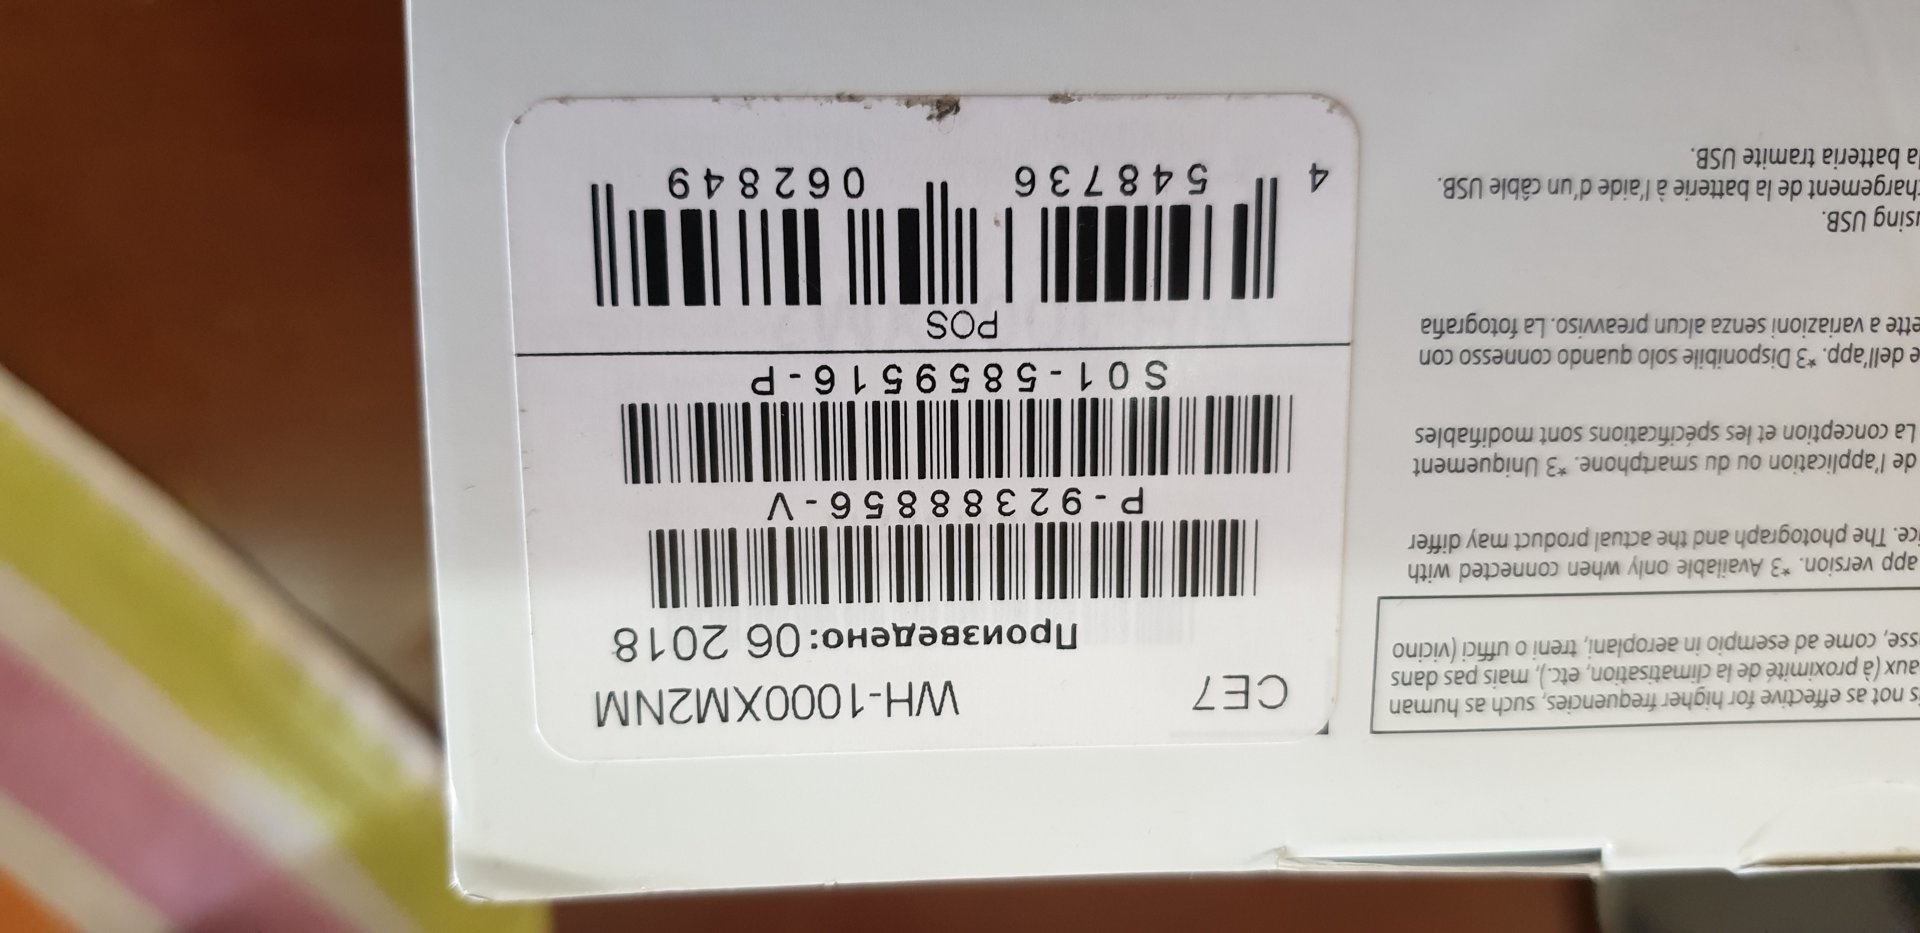 is not as effective for higher frequencies, such as human
aux (à proximité de la climatisation, etc.), mais pas dans
sse, come ad esempio in aeroplani, treni o uffici (vicino
app version. *3 Available only when connected with
ice. The photograph and the actual product may differ
de l'application ou du smartphone. *3 Uniquement
La conception et les spécifications sont modifiables
e dell'app. *3 Disponibile solo quando connesso con
ette a variazioni senza alcun preavviso. La fotografia
using USB.
chargement de la batterie à l'aide d'un câble USB.
la batteria tramite USB.
CE7 WH-1000XM2NM
Произведено: 06 2018
P-92388856-V
S01-5859516-P
POS
4 548736 062849